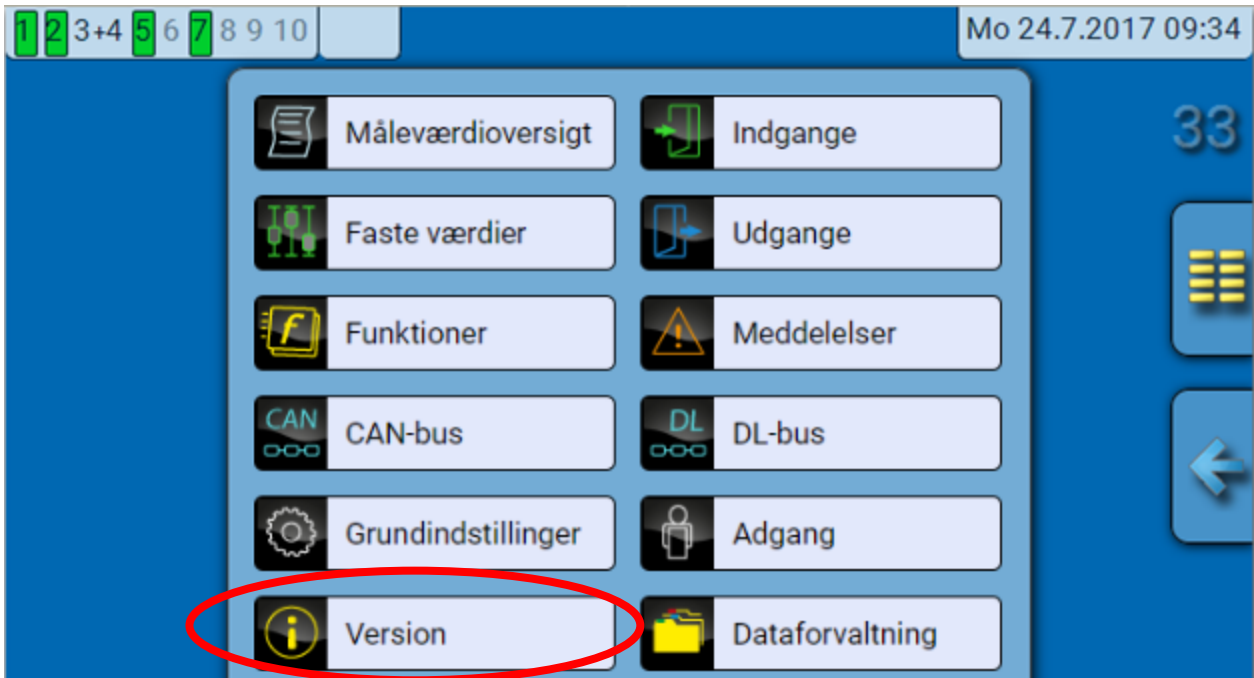 1 2 3+4 5 6 7 8 9 10
Mo 24.7.2017 09:34
33
Måleværdioversigt
Indgange
Faste værdier
Udgange
f Funktioner
Meddelelser
CAN CAN-bus
DL DL-bus
Grundindstillinger
Adgang
i Version
Dataforvaltning